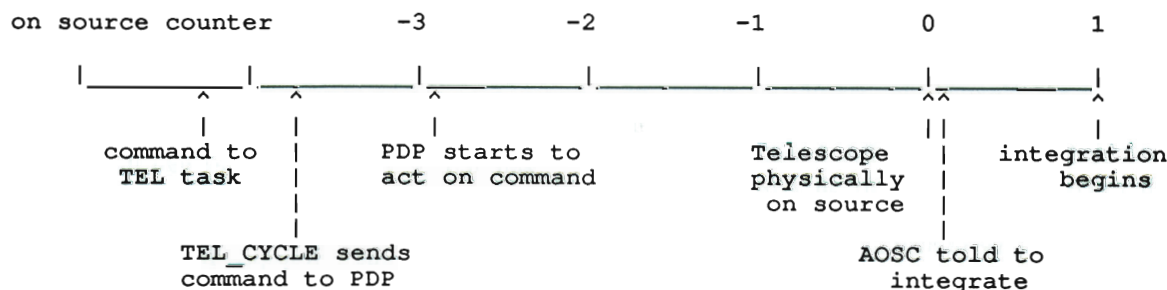 on source counter -3 -2 -1 0 1
command to PDP starts to Telescope integration
TEL task act on command physically begins
on source
TEL_CYCLE sends AOSC told to
command to PDP integrate